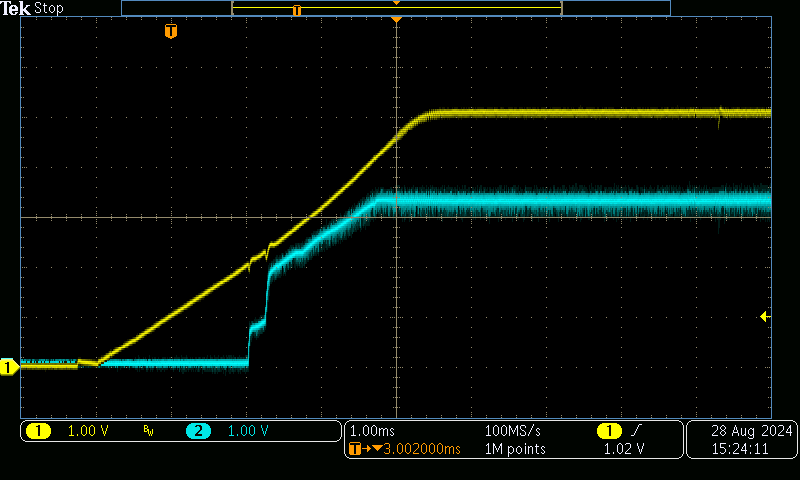 Tek Stop
T
T
1
1 1.00 V BW 2 1.00 V
1.00ms 100MS/s 1 1.02 V
T→▼3.002000ms 1M points
28 Aug 2024
15:24:11